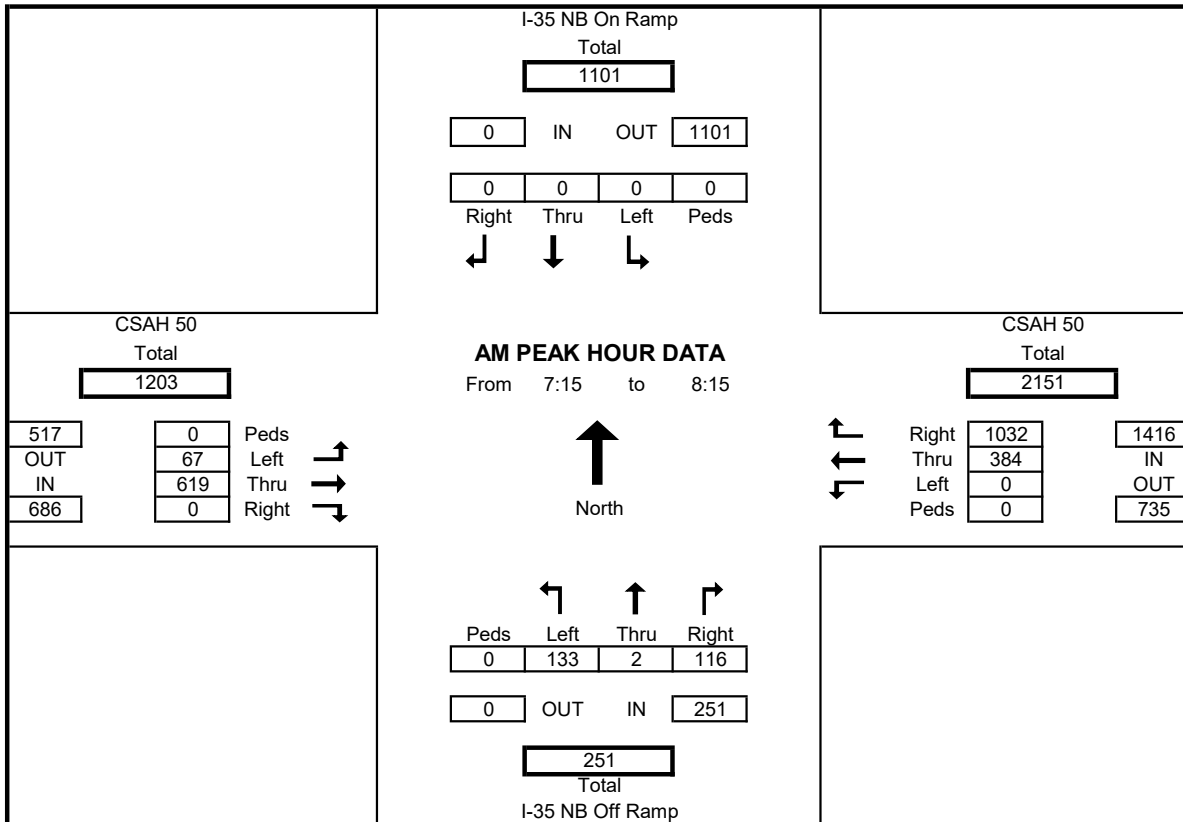 I-35 NB On Ramp
Total
1101
0 IN OUT 1101
0 0 0 0
Right Thru Left Peds
CSAH 50
Total
1203
517 0 Peds
OUT 67 Left
IN 619 Thru
686 0 Right
AM PEAK HOUR DATA
From 7:15 to 8:15
North
CSAH 50
Total
2151
Right 1032 1416
Thru 384 IN
Left 0 OUT
Peds 0 735
Peds Left Thru Right
0 133 2 116
0 OUT IN 251
251
Total
I-35 NB Off Ramp